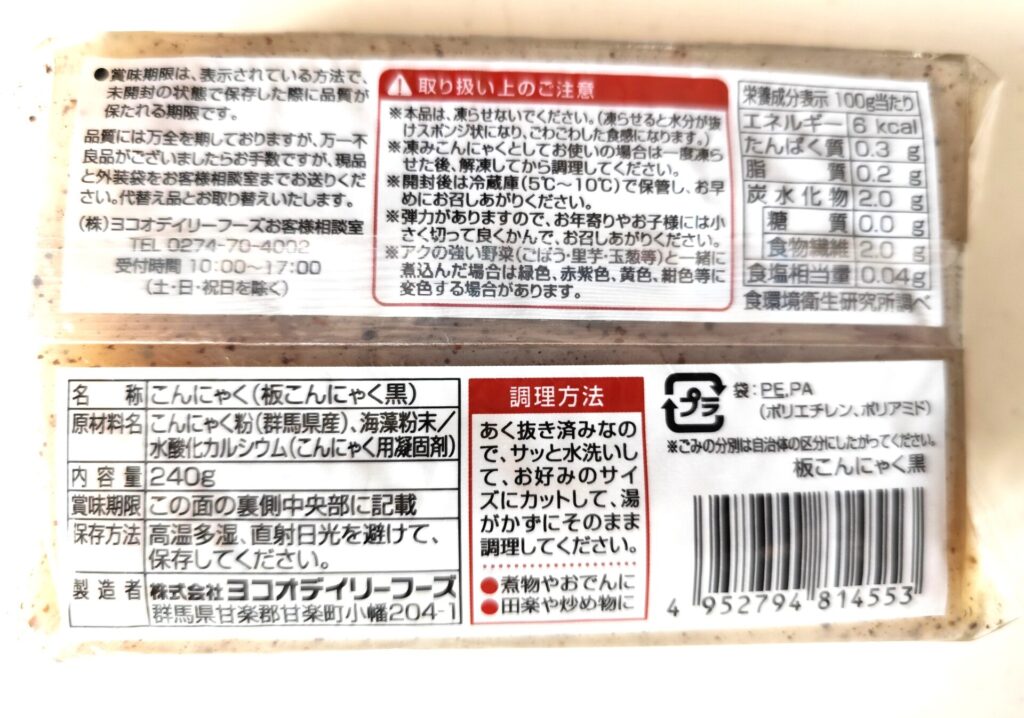 ●賞味期限は、表示されている方法で、
未開封の状態で保存した際に品質が
保たれる期限です。
品質には万全を期しておりますが、万一不
良品がございましたらお手数ですが、現品
と外装袋をお客様相談室までお送りくだ
さい。代替え品とお取り替えいたします。
(株)ヨコオデイリーフーズお客様相談室
TEL 0274-70-4002
受付時間 10:00〜17:00
(土・日・祝日を除く)
取り扱い上のご注意
※本品は、凍らせないでください。(凍らせると水分が抜
けスポンジ状になり、ごわごわした食感になります。)
※凍みこんにゃくとしてお使いの場合は一度凍ら
せた後、解凍してから調理してください。
※開封後は冷蔵庫(5℃〜10℃)で保管し、お早
めにお召しあがりください。
※弾力がありますので、お年寄りやお子様には小
さく切って良くかんで、お召しあがりください。
※アクの強い野菜(ごぼう・里芋・玉葱等)と一緒に
煮込んだ場合は緑色、赤紫色、黄色、紺色等に
変色する場合があります。
栄養成分表示 100g当たり
エネルギー 6 kcal
たんぱく質 0.3 g
脂質 0.2 g
炭水化物 2.0 g
糖質 0.0 g
食物繊維 2.0 g
食塩相当量 0.04g
食環境衛生研究所調べ
名称 こんにゃく(板こんにゃく黒)
原材料名 こんにゃく粉(群馬県産)、海藻粉末/
水酸化カルシウム(こんにゃく用凝固剤)
内容量 240g
賞味期限 この面の裏側中央部に記載
保存方法 高温多湿、直射日光を避けて、
保存してください。
製造者 株式会社 ヨコオデイリーフーズ
群馬県甘楽郡甘楽町小幡204-1
調理方法
あく抜き済みなの
で、サッと水洗いし
て、お好みのサイ
ズにカットして、湯
がかずにそのまま
調理してください。
●煮物やおでんに
●田楽や炒め物に
プラ
袋:PE,PA
(ポリエチレン、ポリアミド)
※ごみの分別は自治体の区分にしたがってください。
板こんにゃく黒
4 952794 814553